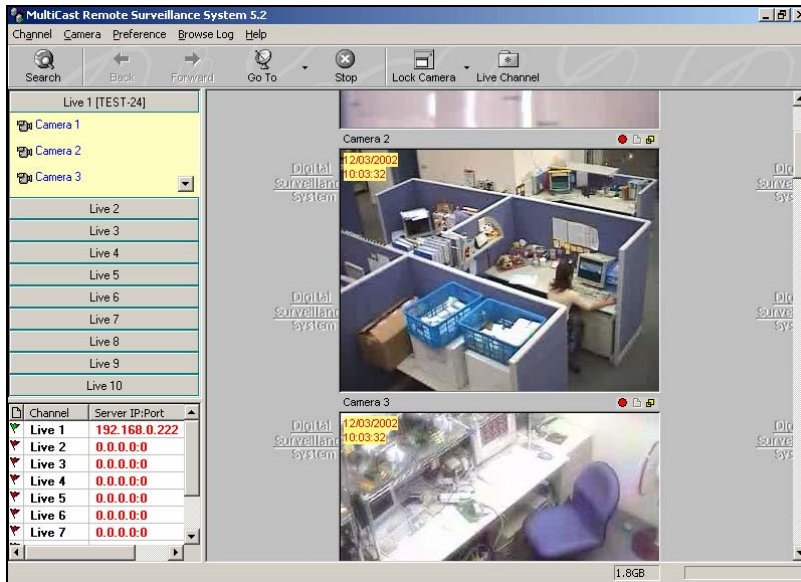 MultiCast Remote Surveillance System 5.2
Channel Camera Preference Browse Log Help
Search Back Forward Go To Stop Lock Camera Live Channel
Live 1 [TEST-24]
Camera 1
Camera 2
Camera 3
Live 2
Live 3
Live 4
Live 5
Live 6
Live 7
Live 8
Live 9
Live 10
Channel Server IP:Port
Live 1 192.168.0.222
Live 2 0.0.0.0:0
Live 3 0.0.0.0:0
Live 4 0.0.0.0:0
Live 5 0.0.0.0:0
Live 6 0.0.0.0:0
Live 7 0.0.0.0:0
Camera 2
12/03/2002
10:03:32
Digital
Surveillance
System
Digital
Surveillance
System
Camera 3
12/03/2002
10:03:32
Digital
Surveillance
System
1.8GB